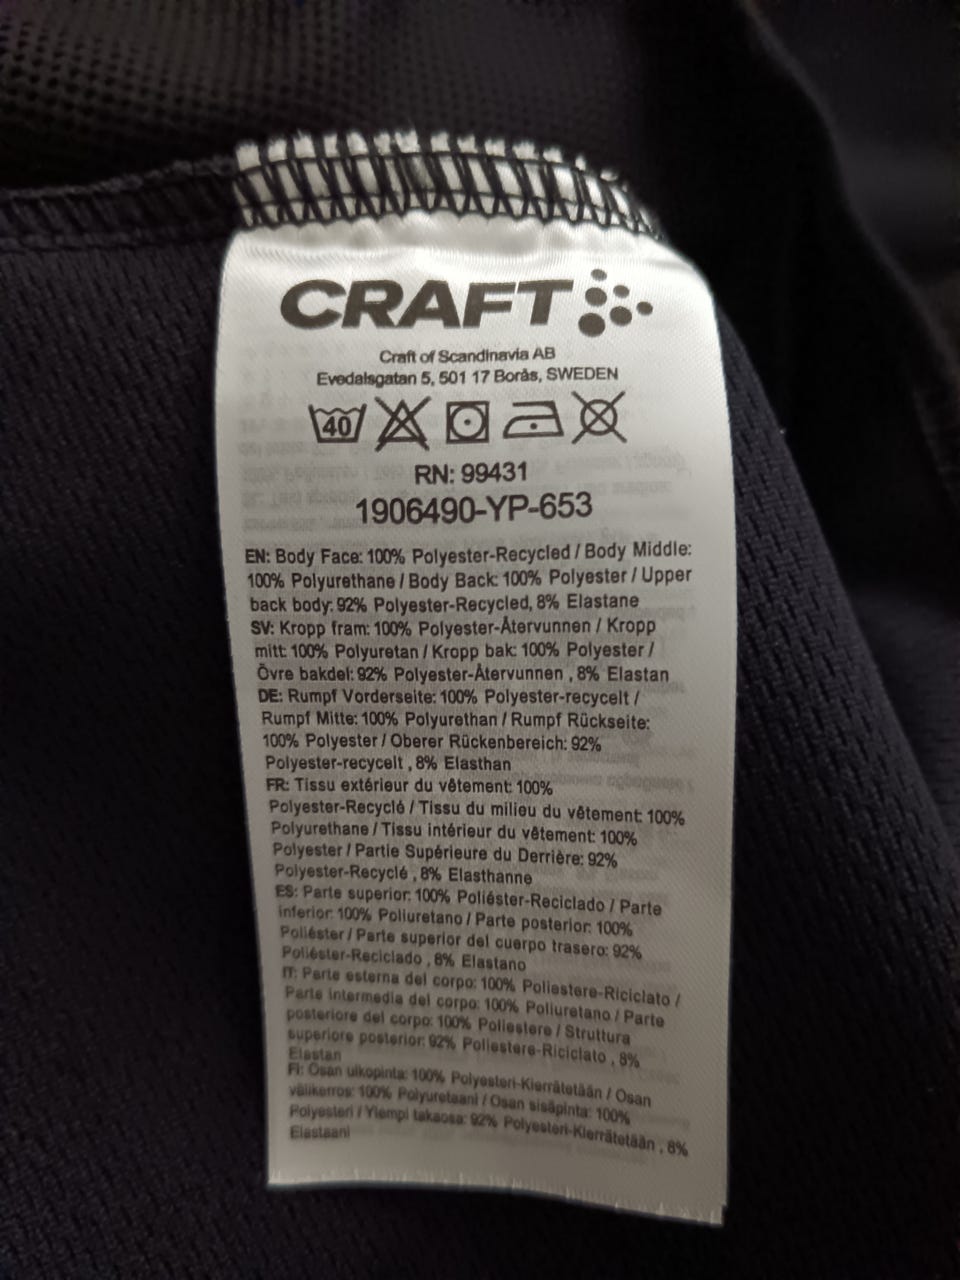 CRAFT
Craft of Scandinavia AB
Evedalsgatan 5, 501 17 Borås, SWEDEN
40
RN: 99431
1906490-YP-653
EN: Body Face: 100% Polyester-Recycled / Body Middle:
100% Polyurethane / Body Back: 100% Polyester / Upper
back body: 92% Polyester-Recycled, 8% Elastane
SV: Kropp fram: 100% Polyester-Återvunnen / Kropp
mitt: 100% Polyuretan / Kropp bak: 100% Polyester /
Övre bakdel: 92% Polyester-Återvunnen , 8% Elastan
DE: Rumpf Vorderseite: 100% Polyester-recycelt /
Rumpf Mitte: 100% Polyurethan / Rumpf Rückseite:
100% Polyester / Oberer Rückenbereich: 92%
Polyester-recycelt , 8% Elasthan
FR: Tissu extérieur du vêtement: 100%
Polyester-Recyclé / Tissu du milieu du vêtement: 100%
Polyurethane / Tissu intérieur du vêtement: 100%
Polyester / Partie Supérieure du Derrière: 92%
Polyester-Recyclé , 8% Elasthanne
ES: Parte superior: 100% Poliéster-Reciclado / Parte
inferior: 100% Poliuretano / Parte posterior: 100%
Poliéster / Parte superior del cuerpo trasero: 92%
Poliéster-Reciclado , 8% Elastano
IT: Parte esterna del corpo: 100% Poliestere-Riciclato /
Parte intermedia del corpo: 100% Poliuretano / Parte
posteriore del corpo: 100% Poliestere / Struttura
superiore posterior: 92% Poliestere-Riciclato , 8%
Elastan
FI: Osan ulkopinta: 100% Polyesteri-Kierrätetään / Osan
välikerros: 100% Polyuretaani / Osan sisäpinta: 100%
Polyesteri / Ylempi takaosa: 92% Polyesteri-Kierrätetään , 8%
Elastaani